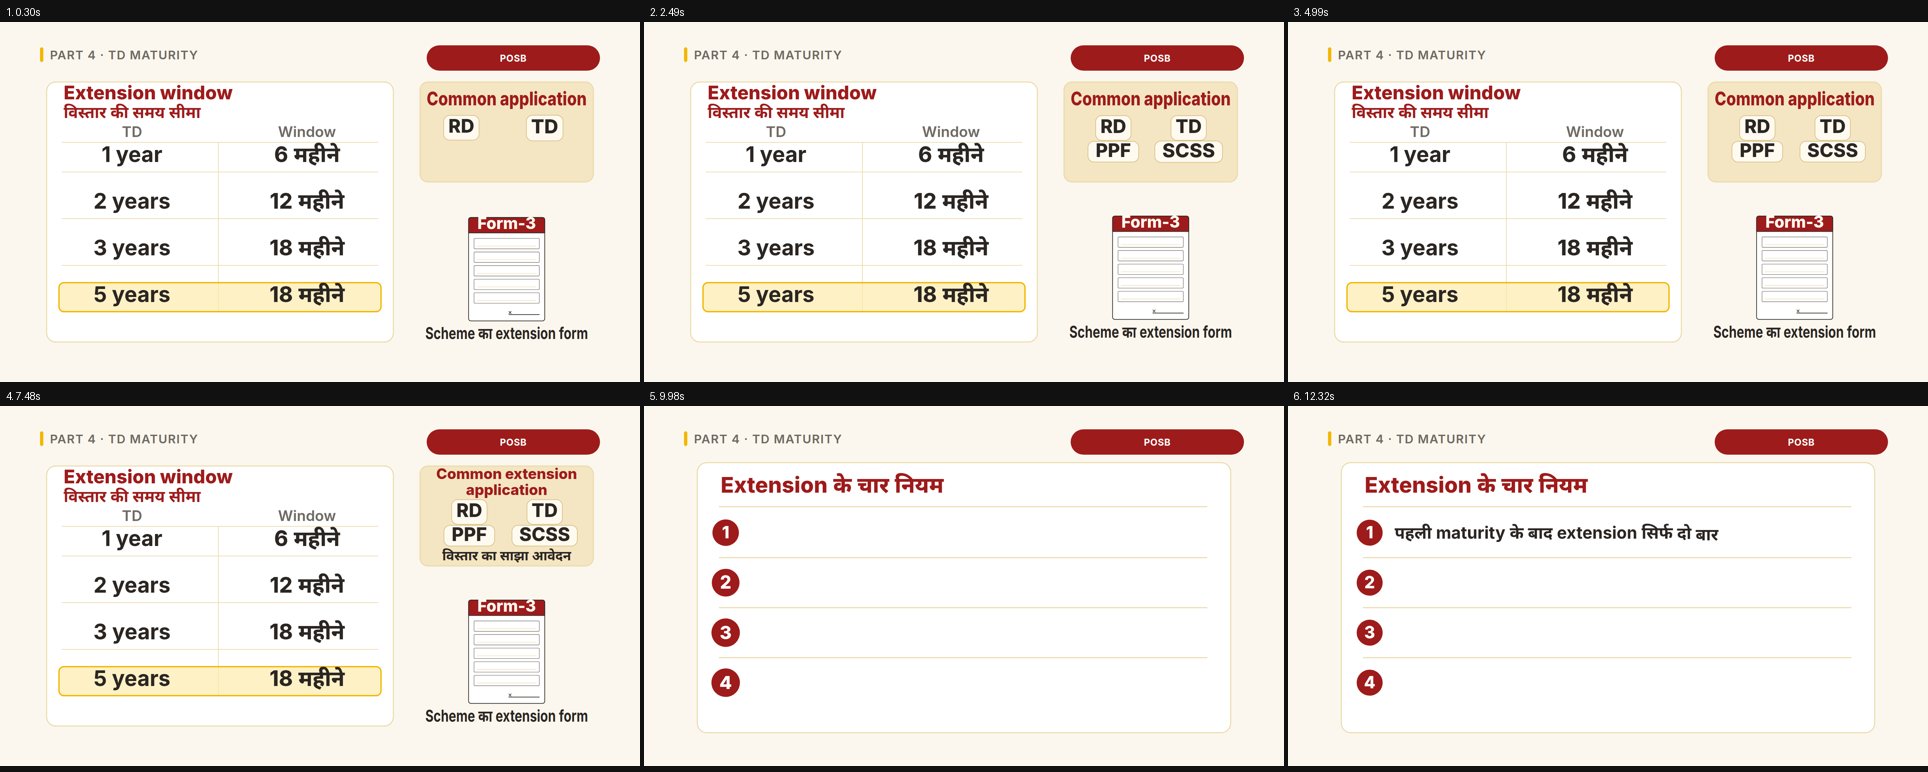 1. 0.30s
PART 4 · TD MATURITY
POSB
Extension window
विस्तार की समय सीमा
TD Window
1 year 6 महीने
2 years 12 महीने
3 years 18 महीने
5 years 18 महीने
Common application
RD TD
Form-3
Scheme का extension form
2. 2.49s
PART 4 · TD MATURITY
POSB
Extension window
विस्तार की समय सीमा
TD Window
1 year 6 महीने
2 years 12 महीने
3 years 18 महीने
5 years 18 महीने
Common application
RD TD
PPF SCSS
Form-3
Scheme का extension form
3. 4.99s
PART 4 · TD MATURITY
POSB
Extension window
विस्तार की समय सीमा
TD Window
1 year 6 महीने
2 years 12 महीने
3 years 18 महीने
5 years 18 महीने
Common application
RD TD
PPF SCSS
Form-3
Scheme का extension form
4. 7.48s
PART 4 · TD MATURITY
POSB
Extension window
विस्तार की समय सीमा
TD Window
1 year 6 महीने
2 years 12 महीने
3 years 18 महीने
5 years 18 महीने
Common extension
application
RD TD
PPF SCSS
विस्तार का साझा आवेदन
Form-3
Scheme का extension form
5. 9.98s
PART 4 · TD MATURITY
POSB
Extension के चार नियम
1
2
3
4
6. 12.32s
PART 4 · TD MATURITY
POSB
Extension के चार नियम
1 पहली maturity के बाद extension सिर्फ दो बार
2
3
4